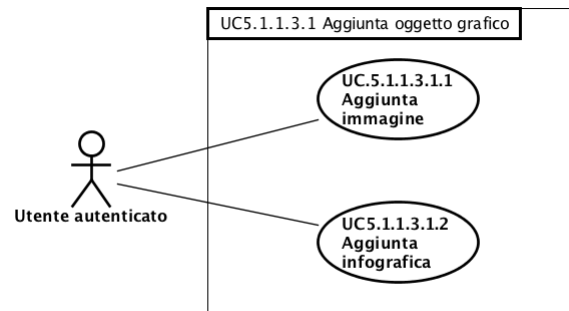 UC5.1.1.3.1 Aggiunta oggetto grafico
UC.5.1.1.3.1.1
Aggiunta
immagine
Utente autenticato
UC5.1.1.3.1.2
Aggiunta
infografica